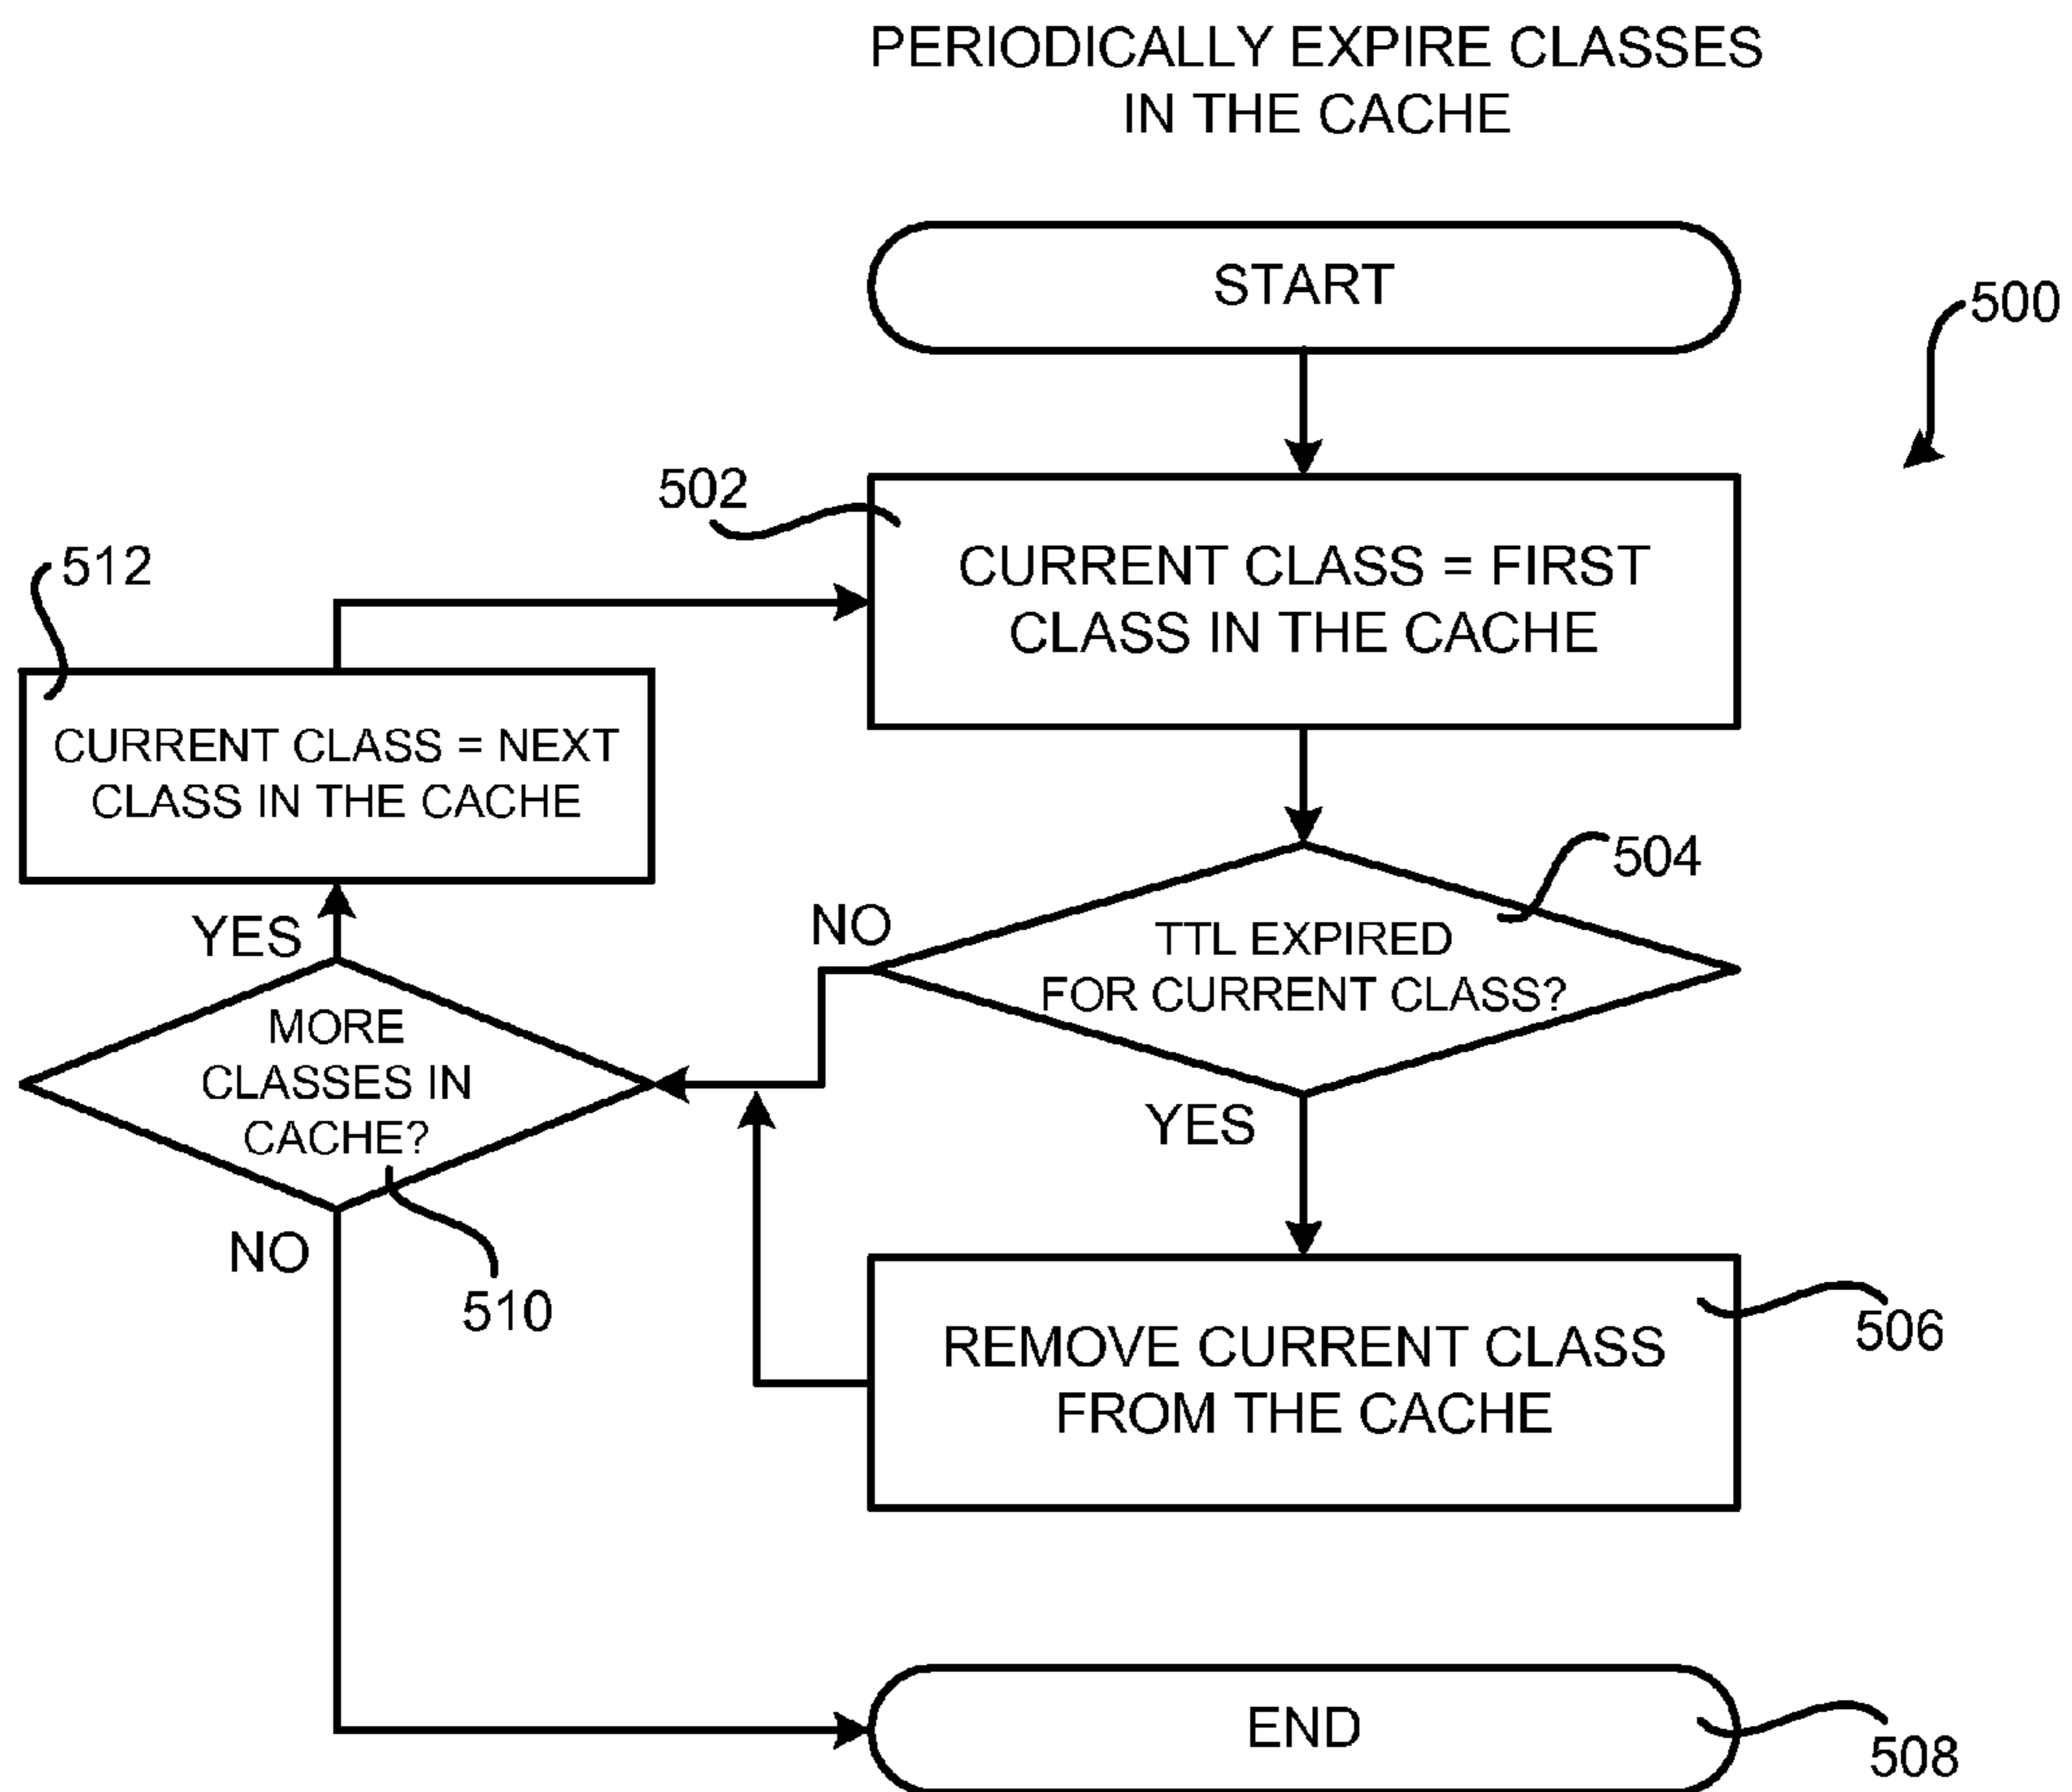 PERIODICALLY EXPIRE CLASSES
IN THE CACHE
START
500
502
CURRENT CLASS = FIRST
CLASS IN THE CACHE
512
CURRENT CLASS = NEXT
CLASS IN THE CACHE
504
TTL EXPIRED
FOR CURRENT CLASS?
NO
YES
YES
MORE
CLASSES IN
CACHE?
NO
510
506
REMOVE CURRENT CLASS
FROM THE CACHE
END
508